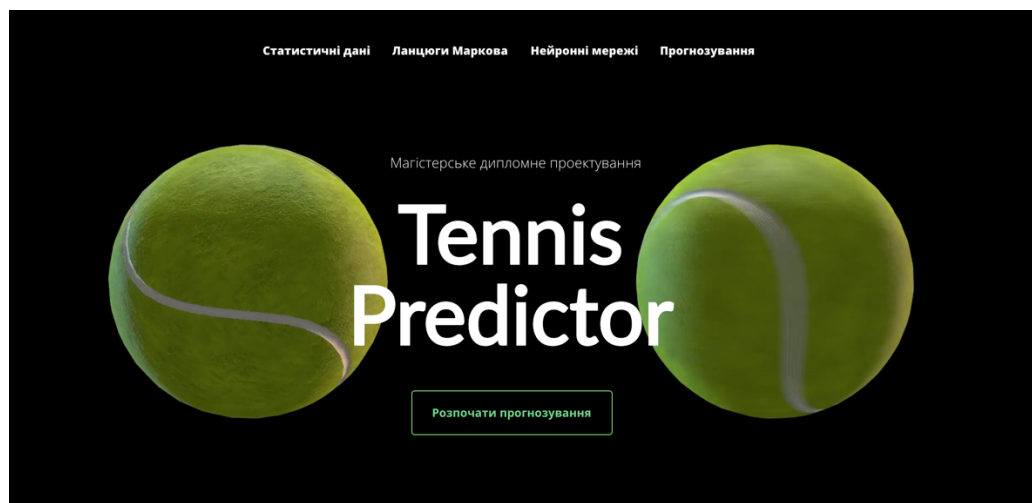 Статистичні дані Ланцюги Маркова Нейронні мережі Прогнозування
Магістерське дипломне проектування
Tennis
Predictor
Розпочати прогнозування